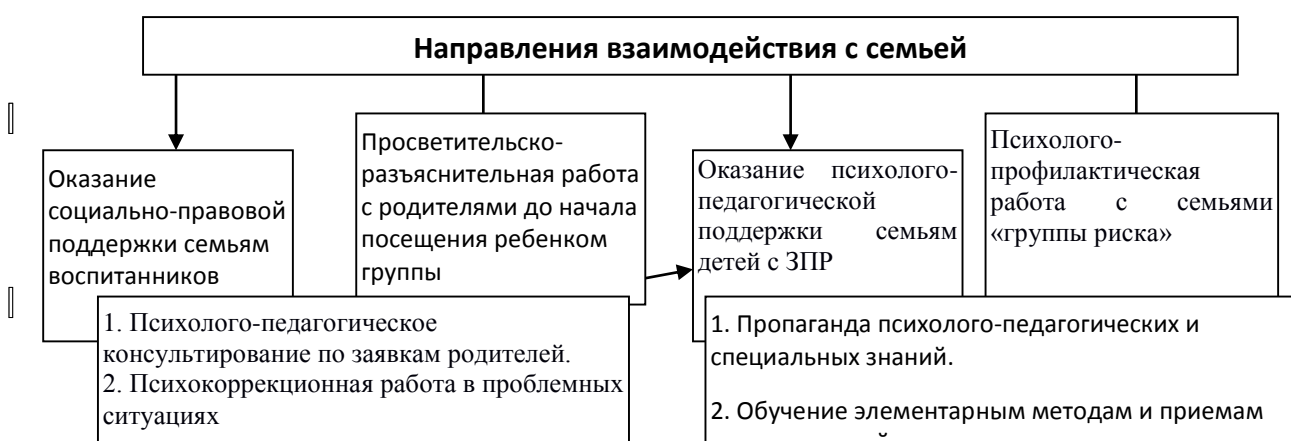 Направления взаимодействия с семьей
Оказание
социально-правовой
поддержки семьям
воспитанников
Просветительско-
разъяснительная работа
с родителями до начала
посещения ребенком
группы
Оказание психолого-
педагогической
поддержки семьям
детей с ЗПР
Психолого-
профилактическая
работа с семьями
«группы риска»
1. Психолого-педагогическое
консультирование по заявкам родителей.
2. Психокоррекционная работа в проблемных
ситуациях
1. Пропаганда психолого-педагогических и
специальных знаний.
2. Обучение элементарным методам и приемам